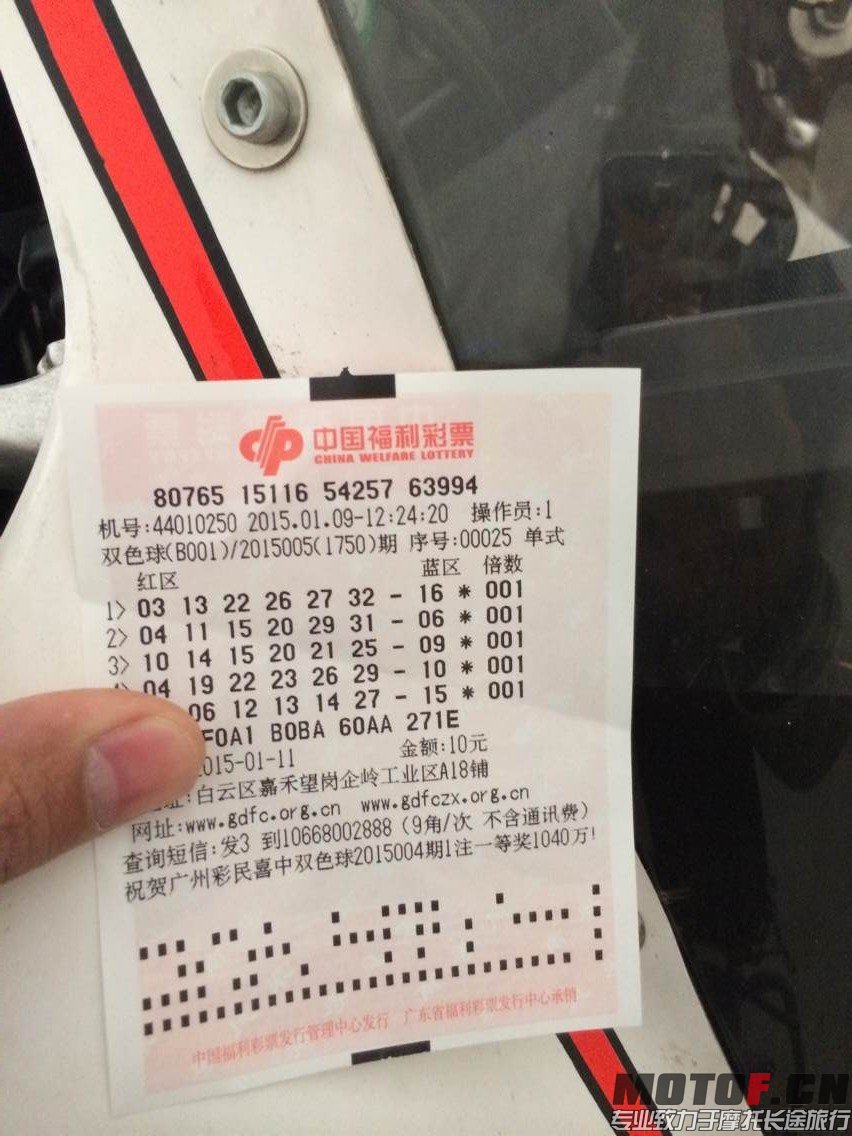 中国福利彩票
CHINA WELFARE LOTTERY
80765 15116 54257 63994
机号:44010250 2015.01.09-12:24:20 操作员:1
双色球(B001)/2015005(1750)期 序号:00025 单式
红区 蓝区 倍数
1> 03 13 22 26 27 32 - 16 * 001
2> 04 11 15 20 29 31 - 06 * 001
3> 10 14 15 20 21 25 - 09 * 001
04 19 22 23 26 29 - 10 * 001
06 12 13 14 27 - 15 * 001
F0A1 B0BA 60AA 271E
2015-01-11 金额:10元
址:白云区嘉禾望岗企岭工业区A18铺
网址:www.gdfc.org.cn www.gdfczx.org.cn
查询短信:发3 到10668002888(9角/次 不含通讯费)
祝贺广州彩民喜中双色球2015004期1注一等奖1040万!
中国福利彩票发行管理中心发行 广东省福利彩票发行中心承销
MOTOF.CN
专业致力于摩托长途旅行